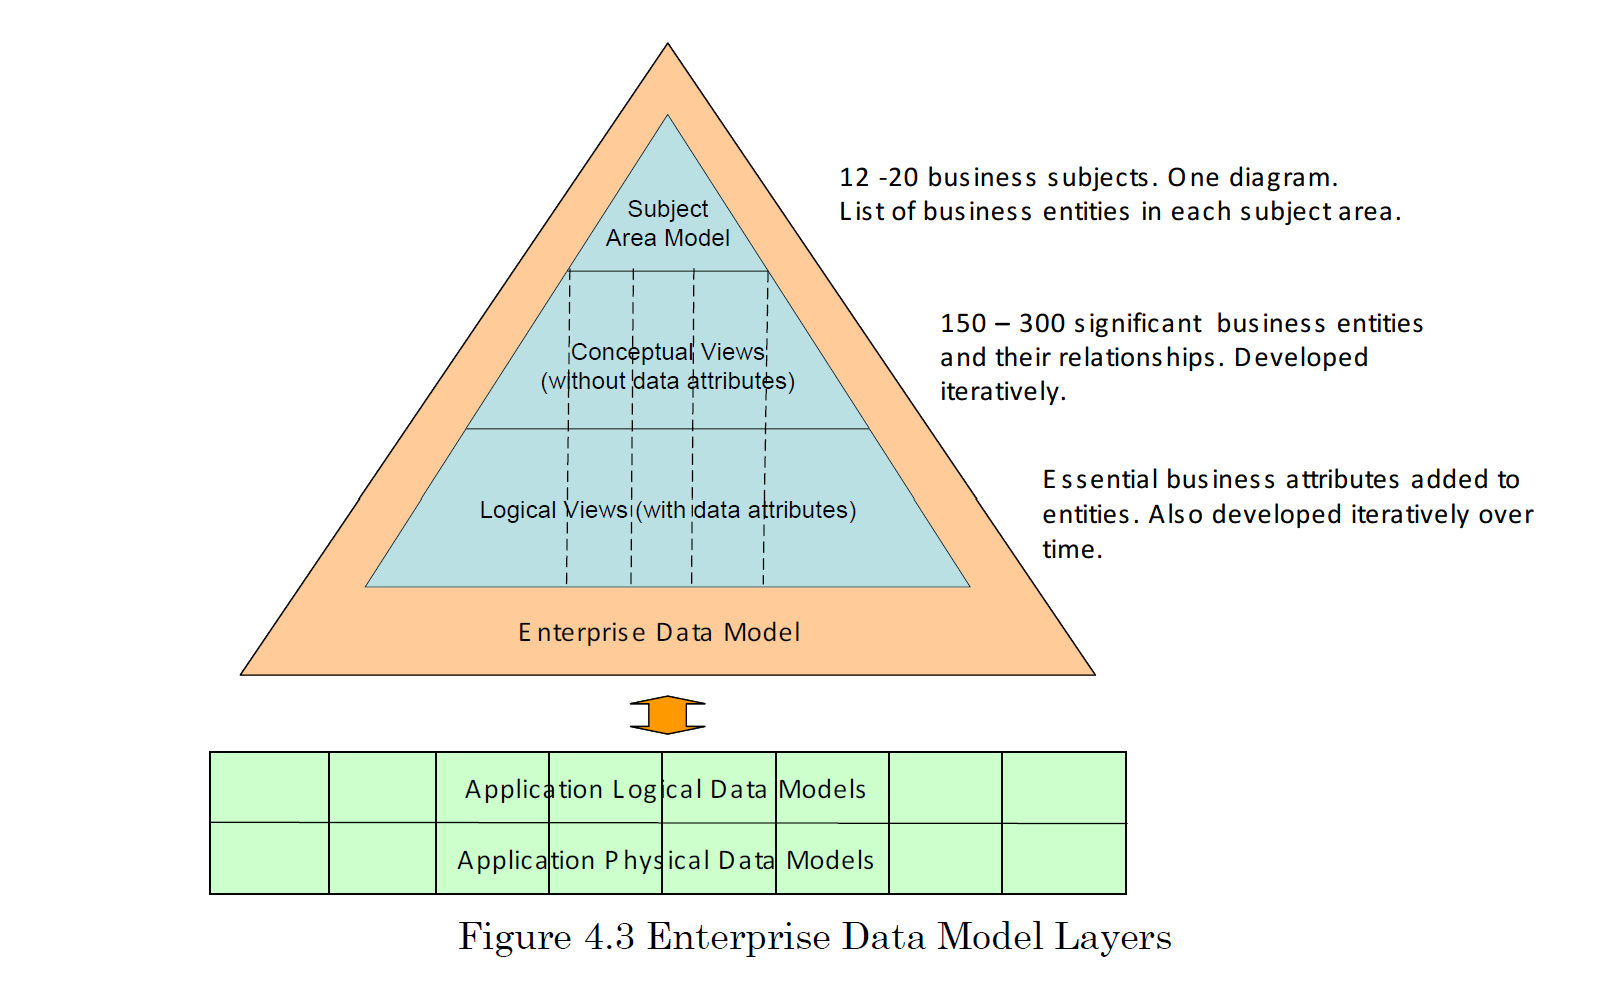 12 -20 business subjects. One diagram.
List of business entities in each subject area.
Subject
Area Model
150 – 300 significant business entities
and their relationships. Developed
iteratively.
Conceptual Views
(without data attributes)
Essential business attributes added to
entities. Also developed iteratively over
time.
Logical Views (with data attributes)
Enterprise Data Model
Application Logical Data Models
Application Physical Data Models
Figure 4.3 Enterprise Data Model Layers